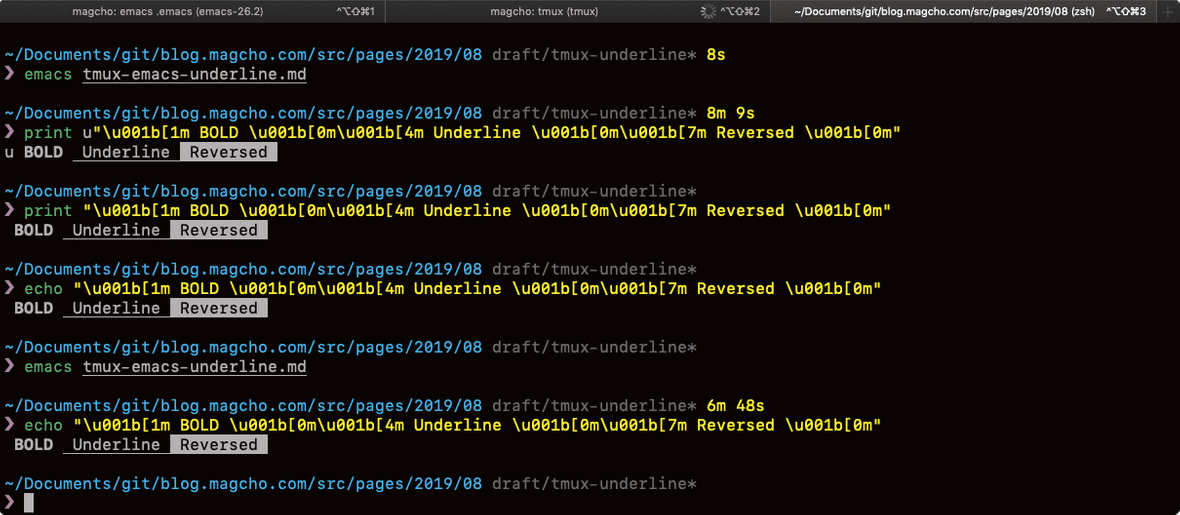 magcho: emacs .emacs (emacs-26.2) ⌃⌥⇧⌘1 magcho: tmux (tmux) ⌃⌥⇧⌘2 ~/Documents/git/blog.magcho.com/src/pages/2019/08 (zsh) ⌃⌥⇧⌘3 +
~/Documents/git/blog.magcho.com/src/pages/2019/08 draft/tmux-underline* 8s
❯ emacs tmux-emacs-underline.md
~/Documents/git/blog.magcho.com/src/pages/2019/08 draft/tmux-underline* 8m 9s
❯ print u"\u001b[1m BOLD \u001b[0m\u001b[4m Underline \u001b[0m\u001b[7m Reversed \u001b[0m"
u BOLD  Underline  Reversed
~/Documents/git/blog.magcho.com/src/pages/2019/08 draft/tmux-underline*
❯ print "\u001b[1m BOLD \u001b[0m\u001b[4m Underline \u001b[0m\u001b[7m Reversed \u001b[0m"
BOLD  Underline  Reversed
~/Documents/git/blog.magcho.com/src/pages/2019/08 draft/tmux-underline*
❯ echo "\u001b[1m BOLD \u001b[0m\u001b[4m Underline \u001b[0m\u001b[7m Reversed \u001b[0m"
BOLD  Underline  Reversed
~/Documents/git/blog.magcho.com/src/pages/2019/08 draft/tmux-underline*
❯ emacs tmux-emacs-underline.md
~/Documents/git/blog.magcho.com/src/pages/2019/08 draft/tmux-underline* 6m 48s
❯ echo "\u001b[1m BOLD \u001b[0m\u001b[4m Underline \u001b[0m\u001b[7m Reversed \u001b[0m"
BOLD  Underline  Reversed
~/Documents/git/blog.magcho.com/src/pages/2019/08 draft/tmux-underline*
❯